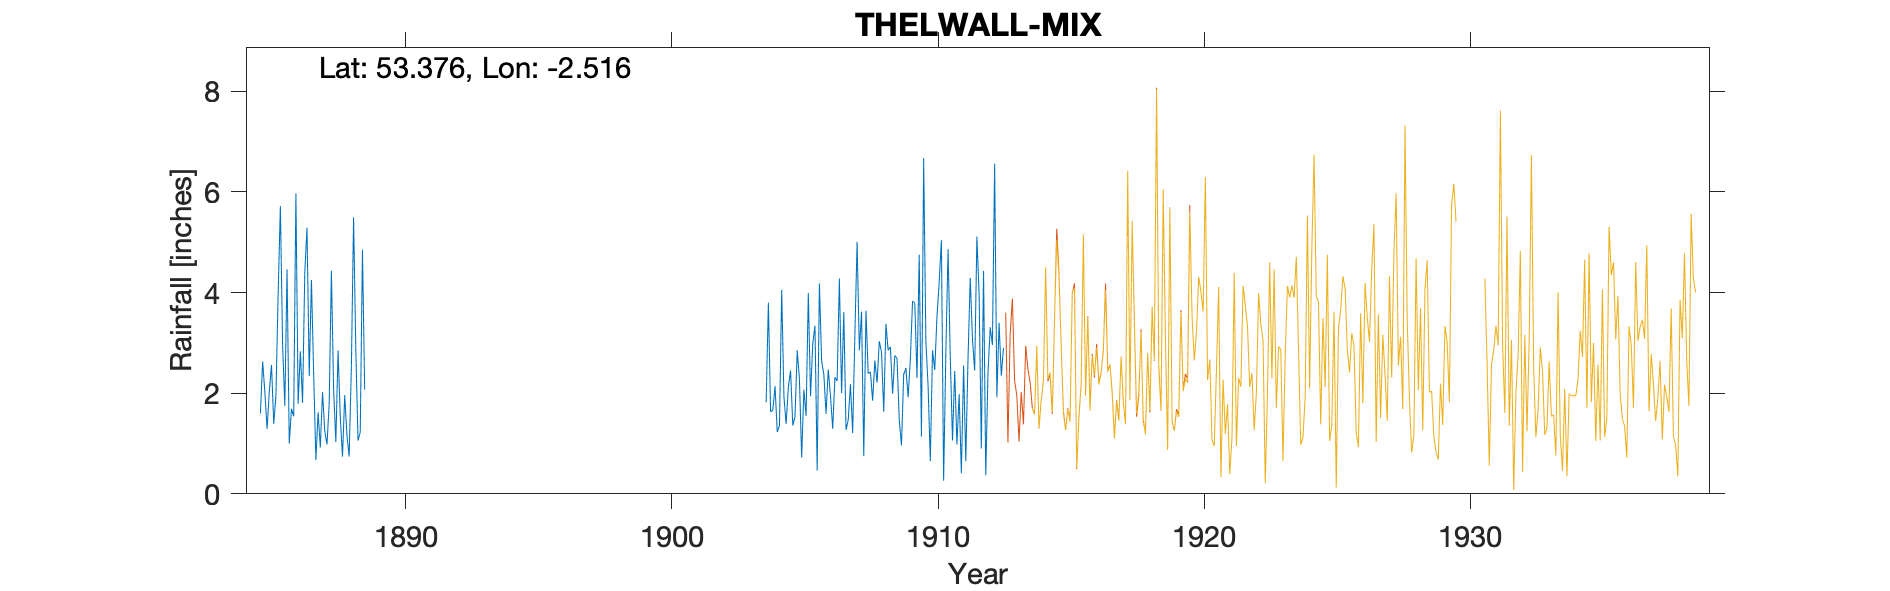 THELWALL-MIX
Lat: 53.376, Lon: -2.516
Rainfall [inches]
8
6
4
2
0
1890 1900 1910 1920 1930
Year